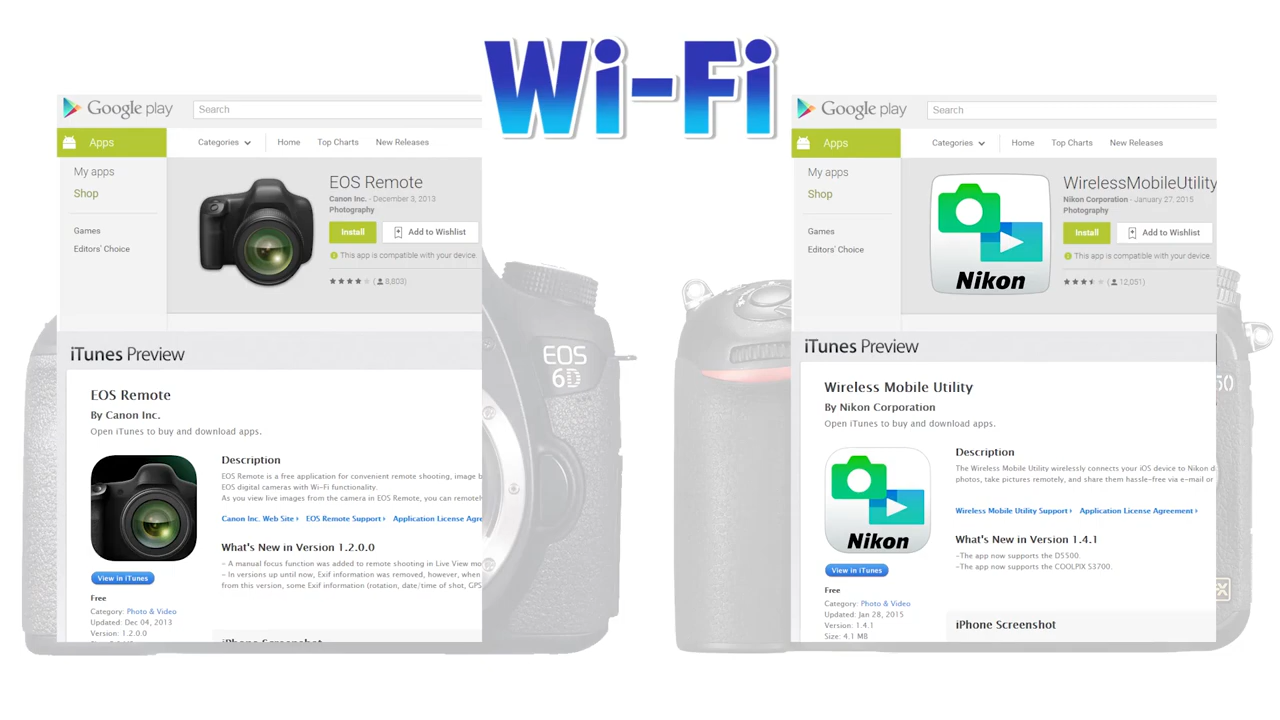 Wi-Fi
Google play
Search
Apps
Categories
Home
Top Charts
New Releases
My apps
Shop
Games
Editors' Choice
EOS Remote
Canon Inc. - December 3, 2013
Photography
Install
Add to Wishlist
This app is compatible with your device.
(8,803)
iTunes Preview
EOS Remote
By Canon Inc.
Open iTunes to buy and download apps.
Description
EOS Remote is a free application for convenient remote shooting, image b
EOS digital cameras with Wi-Fi functionality.
As you view live images from the camera in EOS Remote, you can remotel
Canon Inc. Web Site
EOS Remote Support
Application License Agre
What's New in Version 1.2.0.0
- A manual focus function was added to remote shooting in Live View mo
- In versions up until now, Exif information was removed, however, when
from this version, some Exif information (rotation, date/time of shot, GPS
View in iTunes
Free
Category: Photo & Video
Updated: Dec 04, 2013
Version: 1.2.0.0
iPhone Screenshot
EOS
6D
Google play
Search
Apps
Categories
Home
Top Charts
New Releases
My apps
Shop
Games
Editors' Choice
Nikon
WirelessMobileUtility
Nikon Corporation - January 27, 2015
Photography
Install
Add to Wishlist
This app is compatible with your device.
(12,051)
iTunes Preview
Wireless Mobile Utility
By Nikon Corporation
Open iTunes to buy and download apps.
Description
The Wireless Mobile Utility wirelessly connects your iOS device to Nikon d
photos, take pictures remotely, and share them hassle-free via e-mail or
Wireless Mobile Utility Support
Application License Agreement
What's New in Version 1.4.1
-The app now supports the D5500.
-The app now supports the COOLPIX S3700.
Nikon
View in iTunes
Free
Category: Photo & Video
Updated: Jan 28, 2015
Version: 1.4.1
Size: 4.1 MB
iPhone Screenshot
50